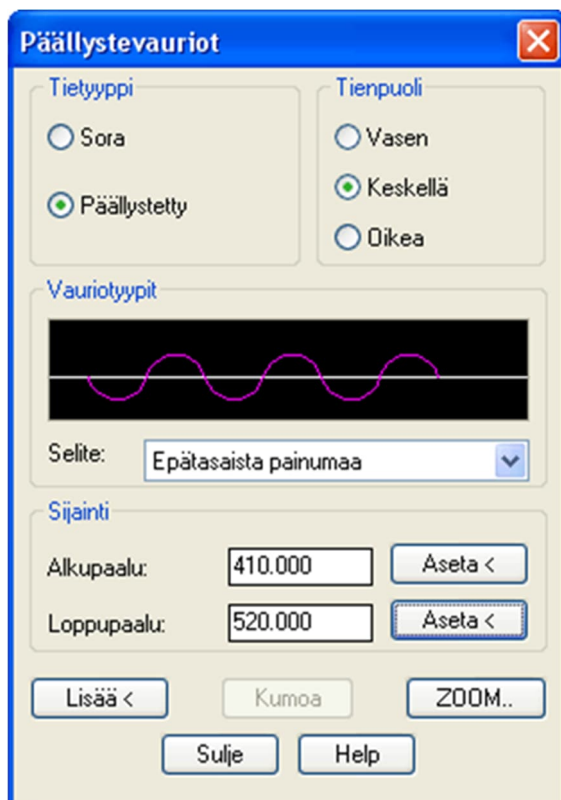 Päällystevauriot
Tietyyppi
Sora
Päällystetty
Tienpuoli
Vasen
Keskellä
Oikea
Vauriotyypit
Selite: Epätasaista painumaa
Sijainti
Alkupaalu: 410.000 Aseta <
Loppupaalu: 520.000 Aseta <
Lisää < Kumoa ZOOM..
Sulje Help